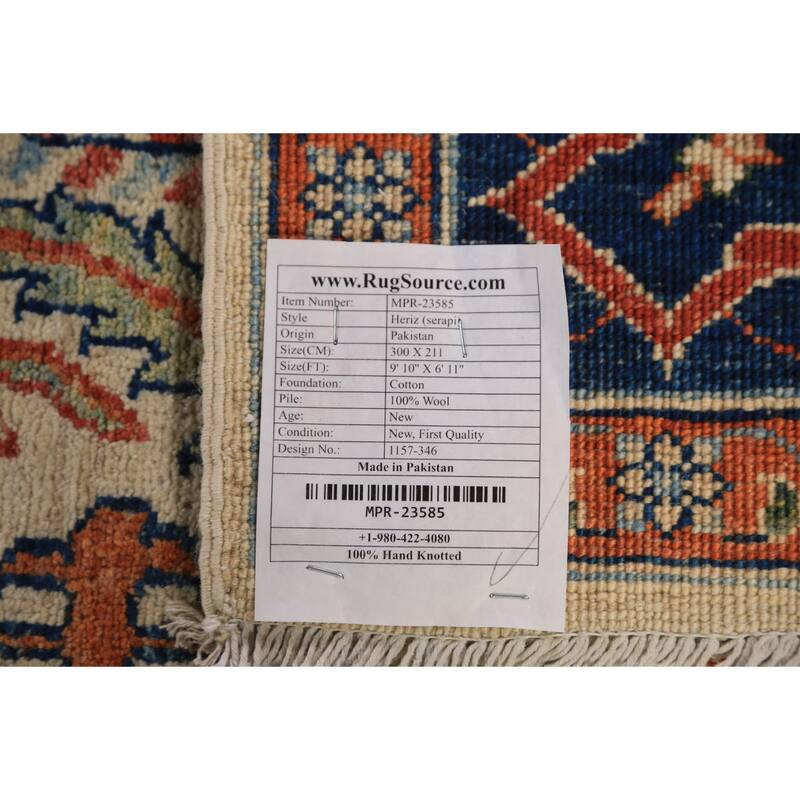 www.RugSource.com
Item Number: MPR-23585
Style Heriz (serapi
Origin Pakistan
Size(CM): 300 X 211
Size(FT): 9' 10" X 6' 11"
Foundation: Cotton
Pile: 100% Wool
Age: New
Condition: New, First Quality
Design No.: 1157-346
Made in Pakistan
MPR-23585
+1-980-422-4080
100% Hand Knotted